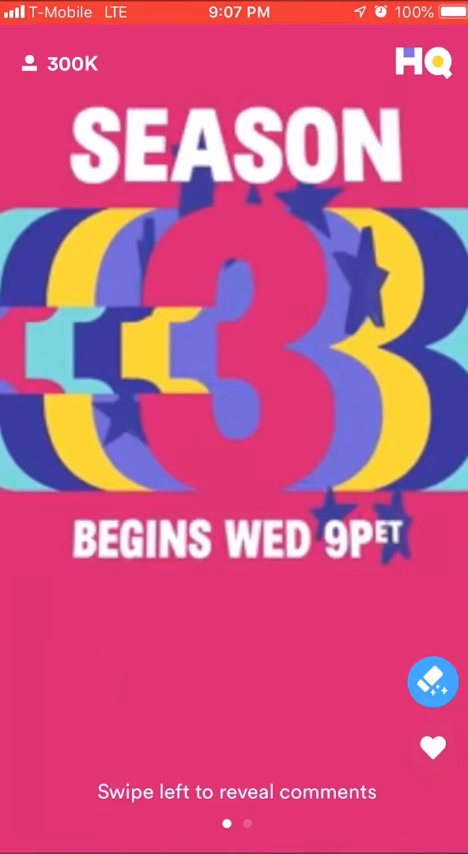 T-Mobile LTE 9:07 PM 100%
300K HQ
SEASON
3
BEGINS WED 9PET
Swipe left to reveal comments